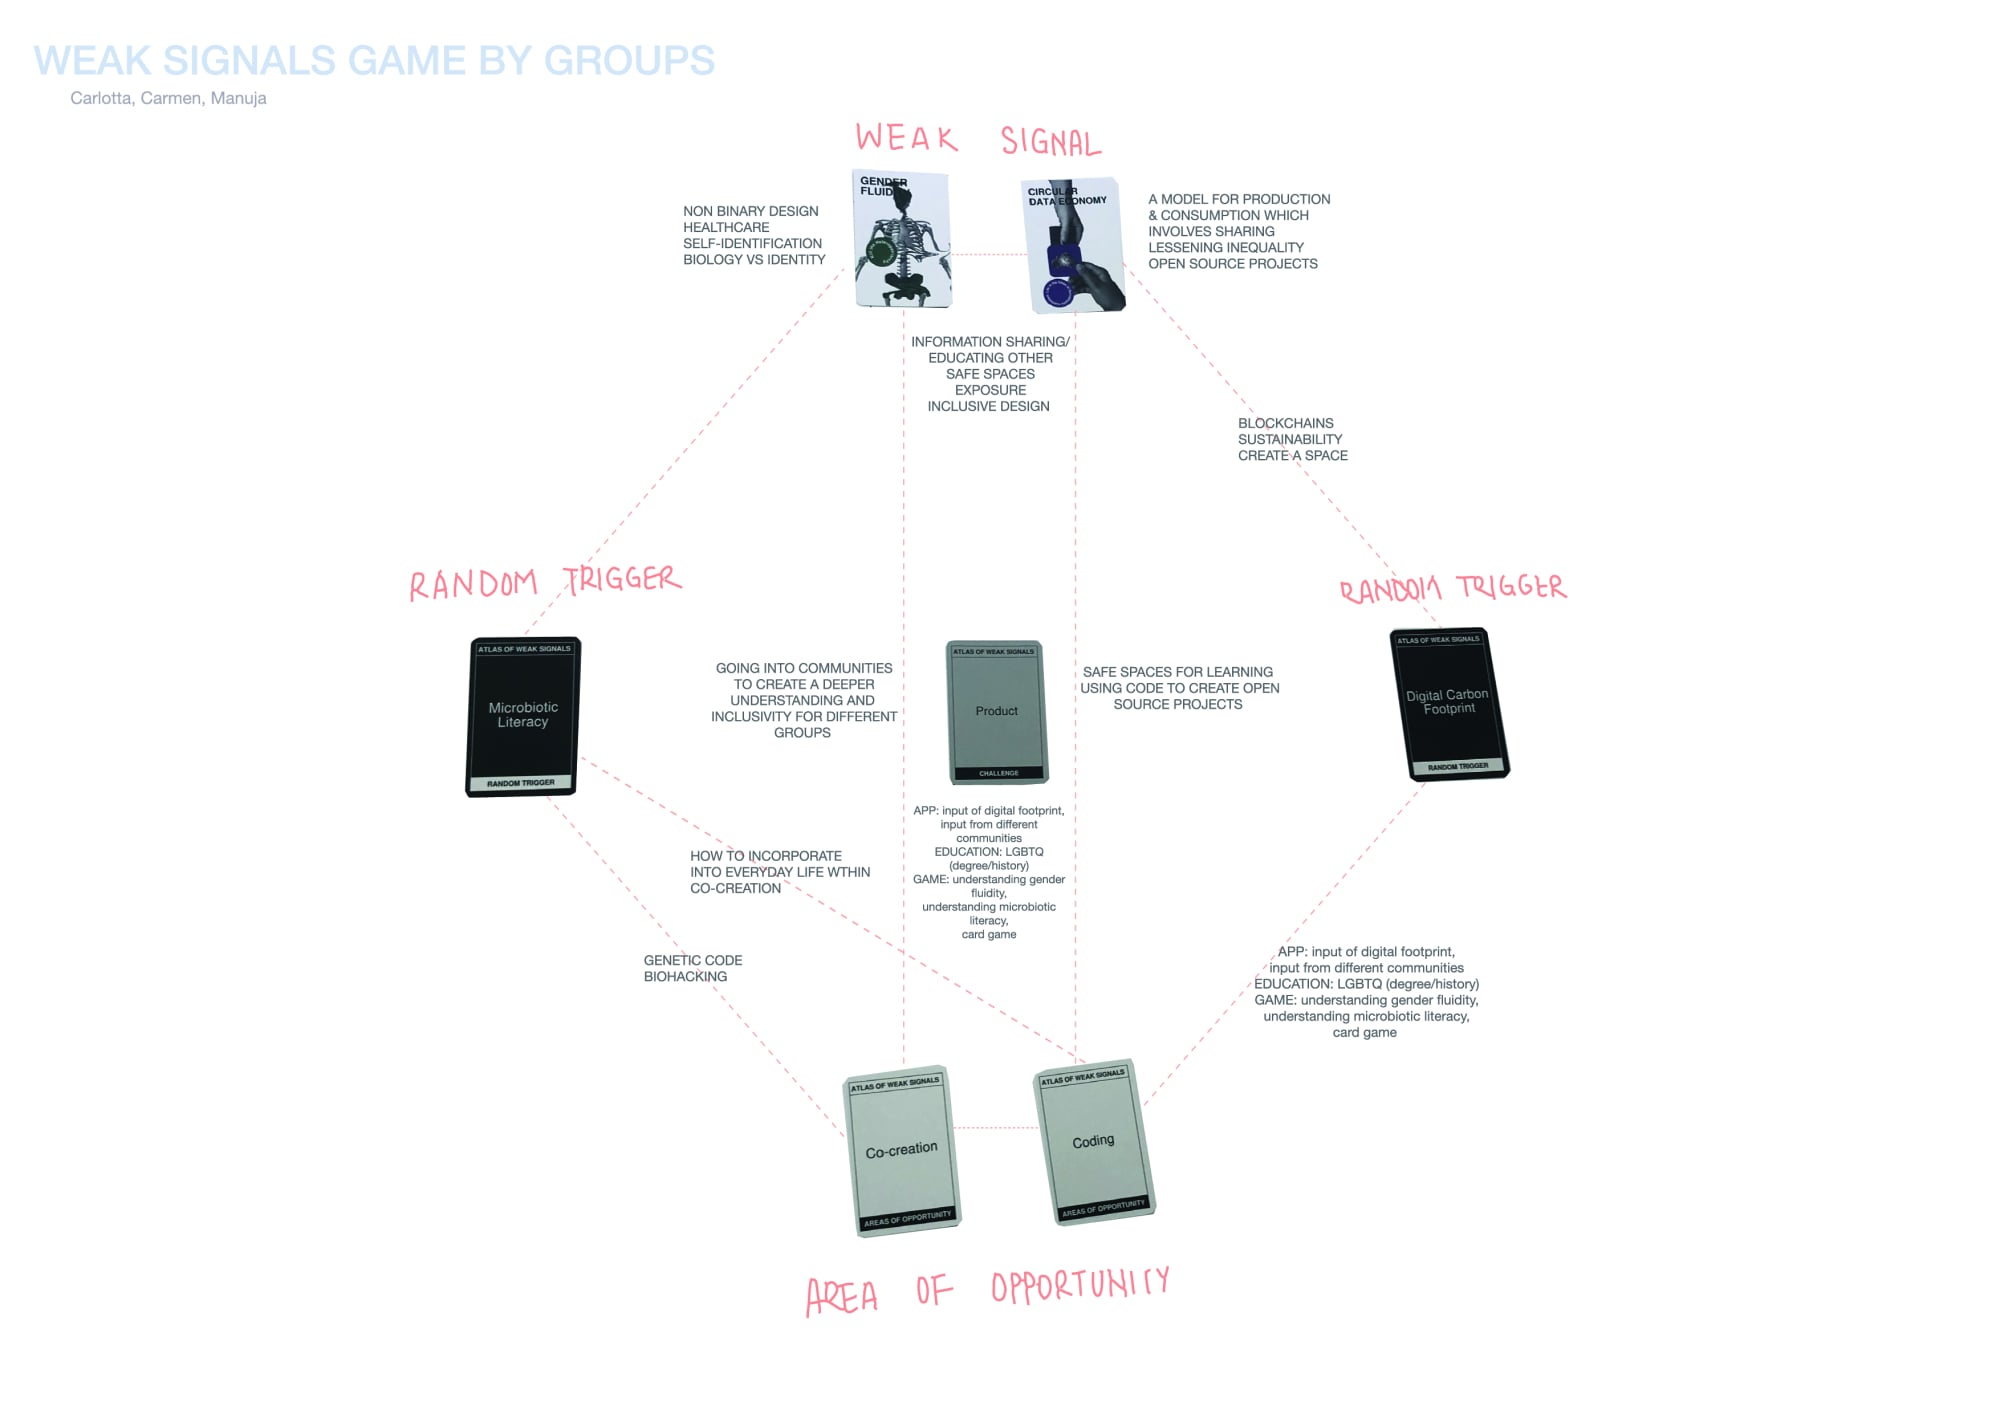 WEAK SIGNALS GAME BY GROUPS
Carlotta, Carmen, Manuja
WEAK SIGNAL
GENDER
FLUIDITY
CIRCULAR
DATA ECONOMY
NON BINARY DESIGN
HEALTHCARE
SELF-IDENTIFICATION
BIOLOGY VS IDENTITY
A MODEL FOR PRODUCTION
& CONSUMPTION WHICH
INVOLVES SHARING
LESSENING INEQUALITY
OPEN SOURCE PROJECTS
INFORMATION SHARING/
EDUCATING OTHER
SAFE SPACES
EXPOSURE
INCLUSIVE DESIGN
BLOCKCHAINS
SUSTAINABILITY
CREATE A SPACE
RANDOM TRIGGER
RANDOM TRIGGER
ATLAS OF WEAK SIGNALS
Microbiotic
Literacy
RANDOM TRIGGER
GOING INTO COMMUNITIES
TO CREATE A DEEPER
UNDERSTANDING AND
INCLUSIVITY FOR DIFFERENT
GROUPS
ATLAS OF WEAK SIGNALS
Product
CHALLENGE
SAFE SPACES FOR LEARNING
USING CODE TO CREATE OPEN
SOURCE PROJECTS
ATLAS OF WEAK SIGNALS
Digital Carbon
Footprint
RANDOM TRIGGER
APP: input of digital footprint,
input from different
communities
EDUCATION: LGBTQ
(degree/history)
GAME: understanding gender
fluidity,
understanding microbiotic
literacy,
card game
HOW TO INCORPORATE
INTO EVERYDAY LIFE WTHIN
CO-CREATION
GENETIC CODE
BIOHACKING
APP: input of digital footprint,
input from different communities
EDUCATION: LGBTQ (degree/history)
GAME: understanding gender fluidity,
understanding microbiotic literacy,
card game
ATLAS OF WEAK SIGNALS
Co-creation
AREAS OF OPPORTUNITY
ATLAS OF WEAK SIGNALS
Coding
AREAS OF OPPORTUNITY
AREA OF OPPORTUNITY